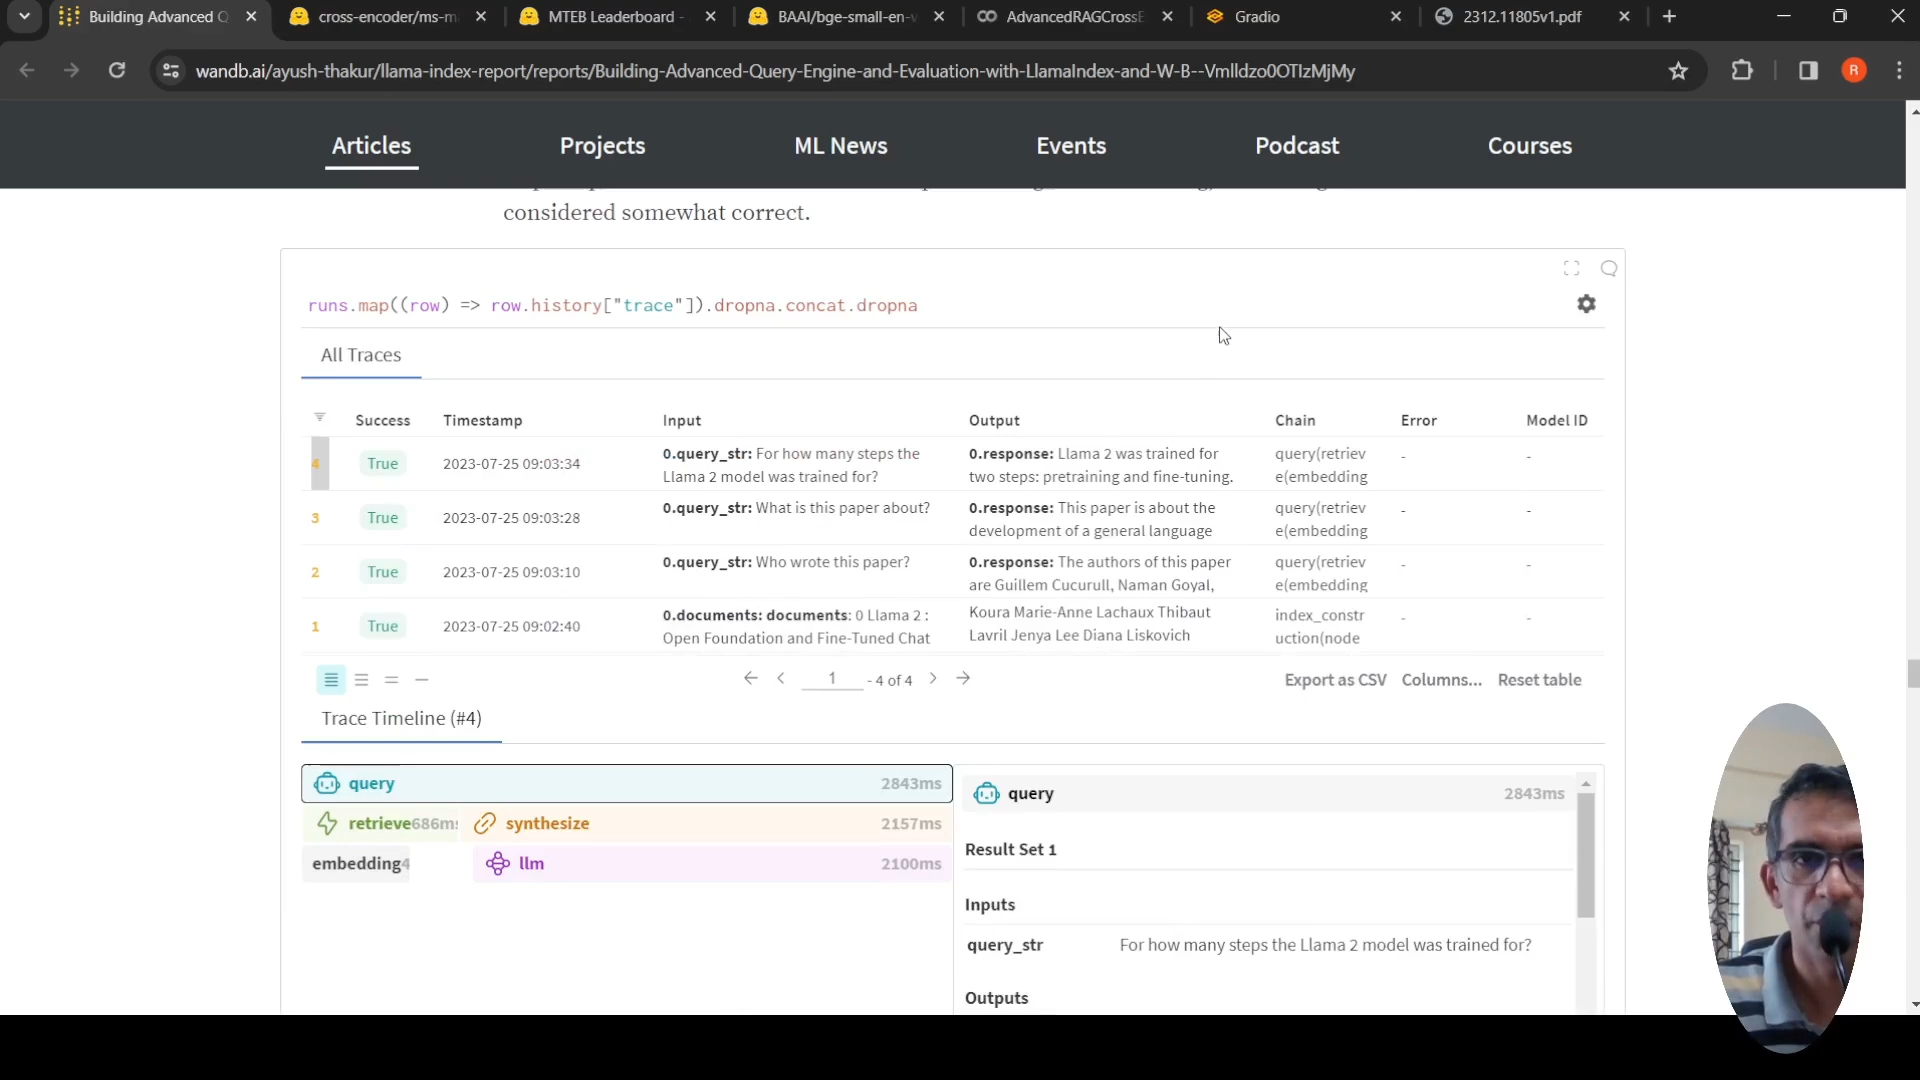 Building Advanced Q
cross-encoder/ms-m
MTEB Leaderboard -
BAAI/bge-small-en-v
AdvancedRAGCrossE
Gradio
2312.11805v1.pdf
wandb.ai/ayush-thakur/llama-index-report/reports/Building-Advanced-Query-Engine-and-Evaluation-with-LlamaIndex-and-W-B--Vmlldzo0OTIzMjMy
R
Articles
Projects
ML News
Events
Podcast
Courses
considered somewhat correct.
runs.map((row) => row.history["trace"]).dropna.concat.dropna
All Traces
Success Timestamp Input Output Chain Error Model ID
4 True 2023-07-25 09:03:34 0.query_str: For how many steps the 0.response: Llama 2 was trained for query(retriev - -
Llama 2 model was trained for? two steps: pretraining and fine-tuning. e(embedding
3 True 2023-07-25 09:03:28 0.query_str: What is this paper about? 0.response: This paper is about the query(retriev - -
development of a general language e(embedding
2 True 2023-07-25 09:03:10 0.query_str: Who wrote this paper? 0.response: The authors of this paper query(retriev - -
are Guillem Cucurull, Naman Goyal, e(embedding
1 True 2023-07-25 09:02:40 0.documents: documents: 0 Llama 2 : Koura Marie-Anne Lachaux Thibaut index_constr - -
Open Foundation and Fine-Tuned Chat Lavril Jenya Lee Diana Liskovich uction(node
1 - 4 of 4
Export as CSV Columns... Reset table
Trace Timeline (#4)
query 2843ms
retrieve 686ms
synthesize 2157ms
embedding 4
llm 2100ms
query 2843ms
Result Set 1
Inputs
query_str For how many steps the Llama 2 model was trained for?
Outputs